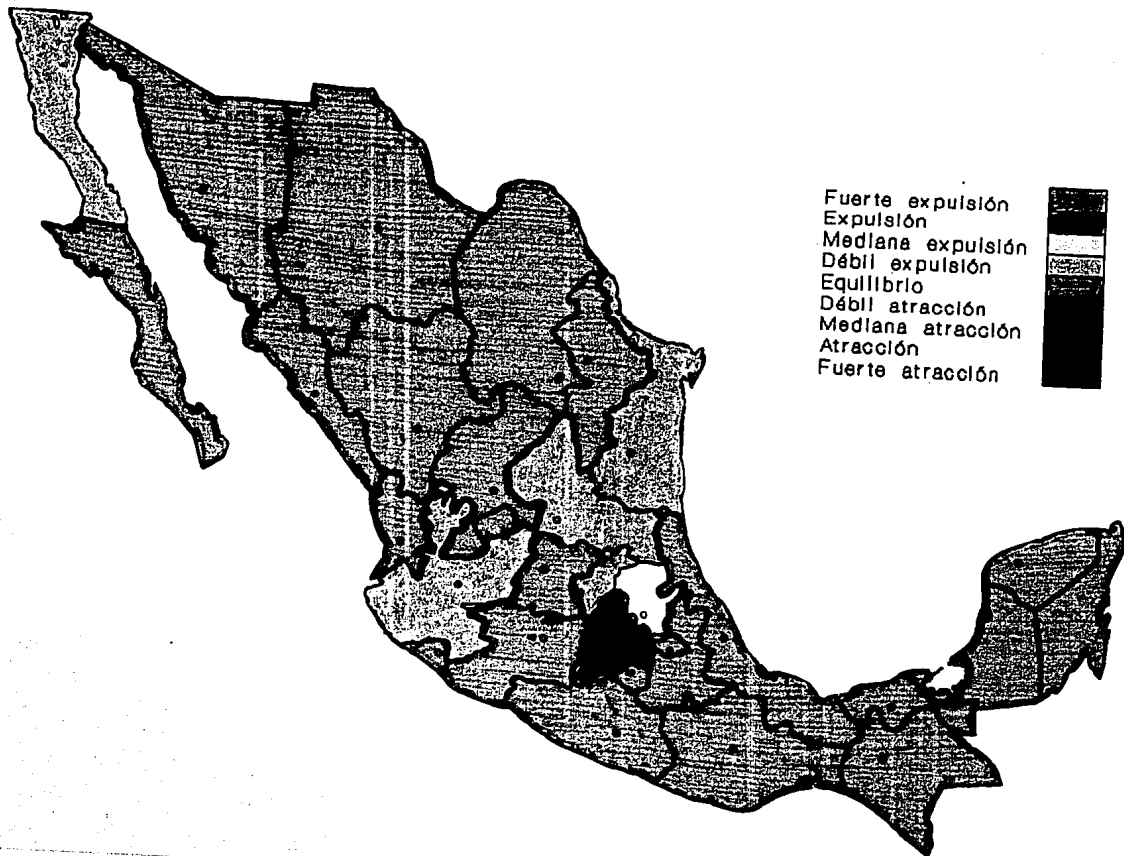 Fuerte expulsión
Expulsión
Mediana expulsión
Débil expulsión
Equilibrio
Débil atracción
Mediana atracción
Atracción
Fuerte atracción